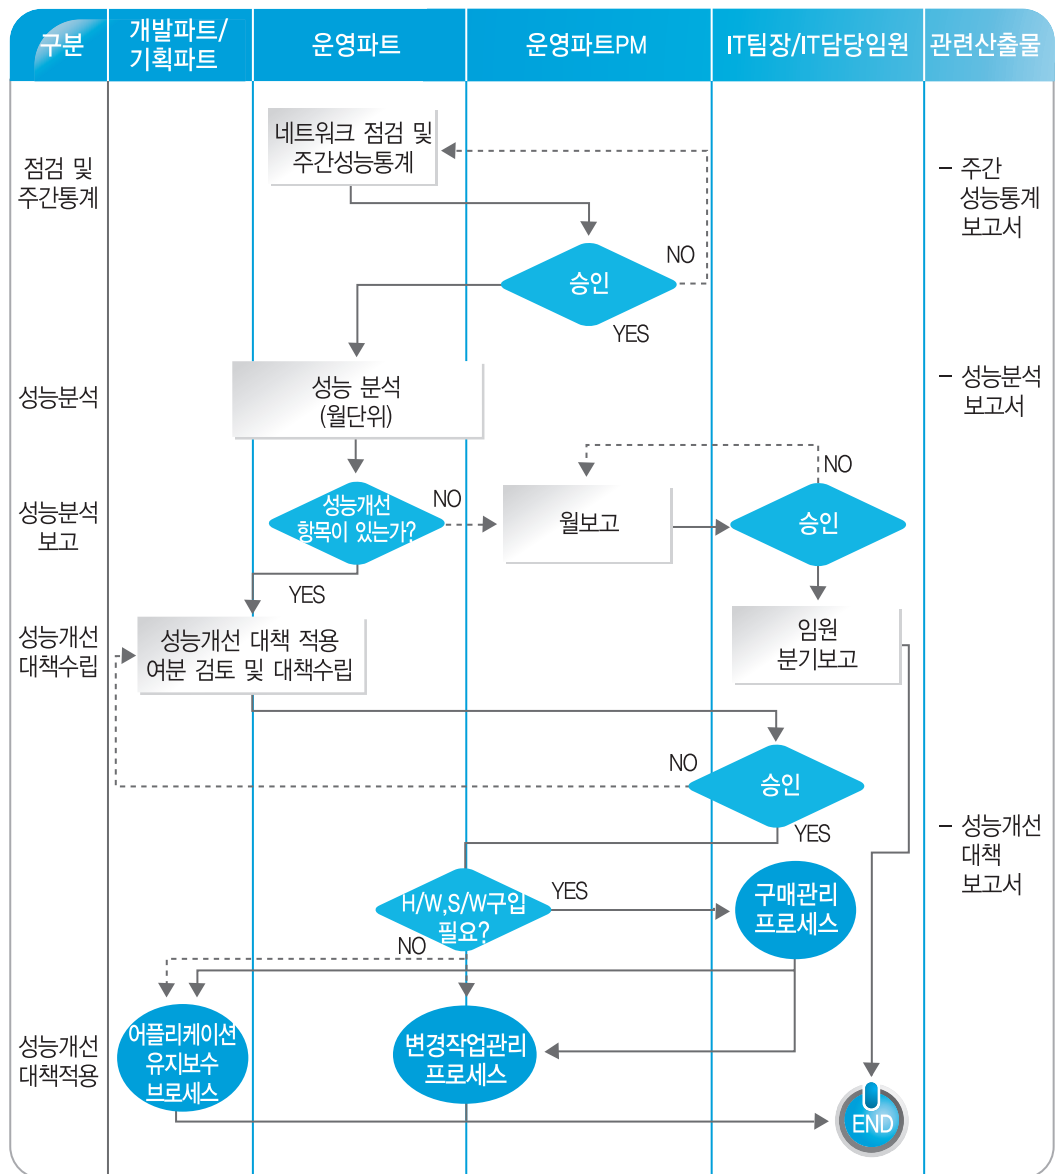 구분
개발파트/
기획파트
운영파트
운영파트PM
IT팀장/IT담당임원
관련산출물
점검 및
주간통계
네트워크 점검 및
주간성능통계
– 주간
성능통계
보고서
NO
승인
YES
성능분석
성능 분석
(월단위)
– 성능분석
보고서
성능분석
보고
성능개선
항목이 있는가?
NO
월보고
NO
승인
YES
성능개선
대책수립
성능개선 대책 적용
여분 검토 및 대책수립
임원
분기보고
NO
승인
YES
– 성능개선
대책
보고서
H/W,S/W구입
필요?
YES
구매관리
프로세스
NO
성능개선
대책적용
어플리케이션
유지보수
브로세스
변경작업관리
프로세스
END